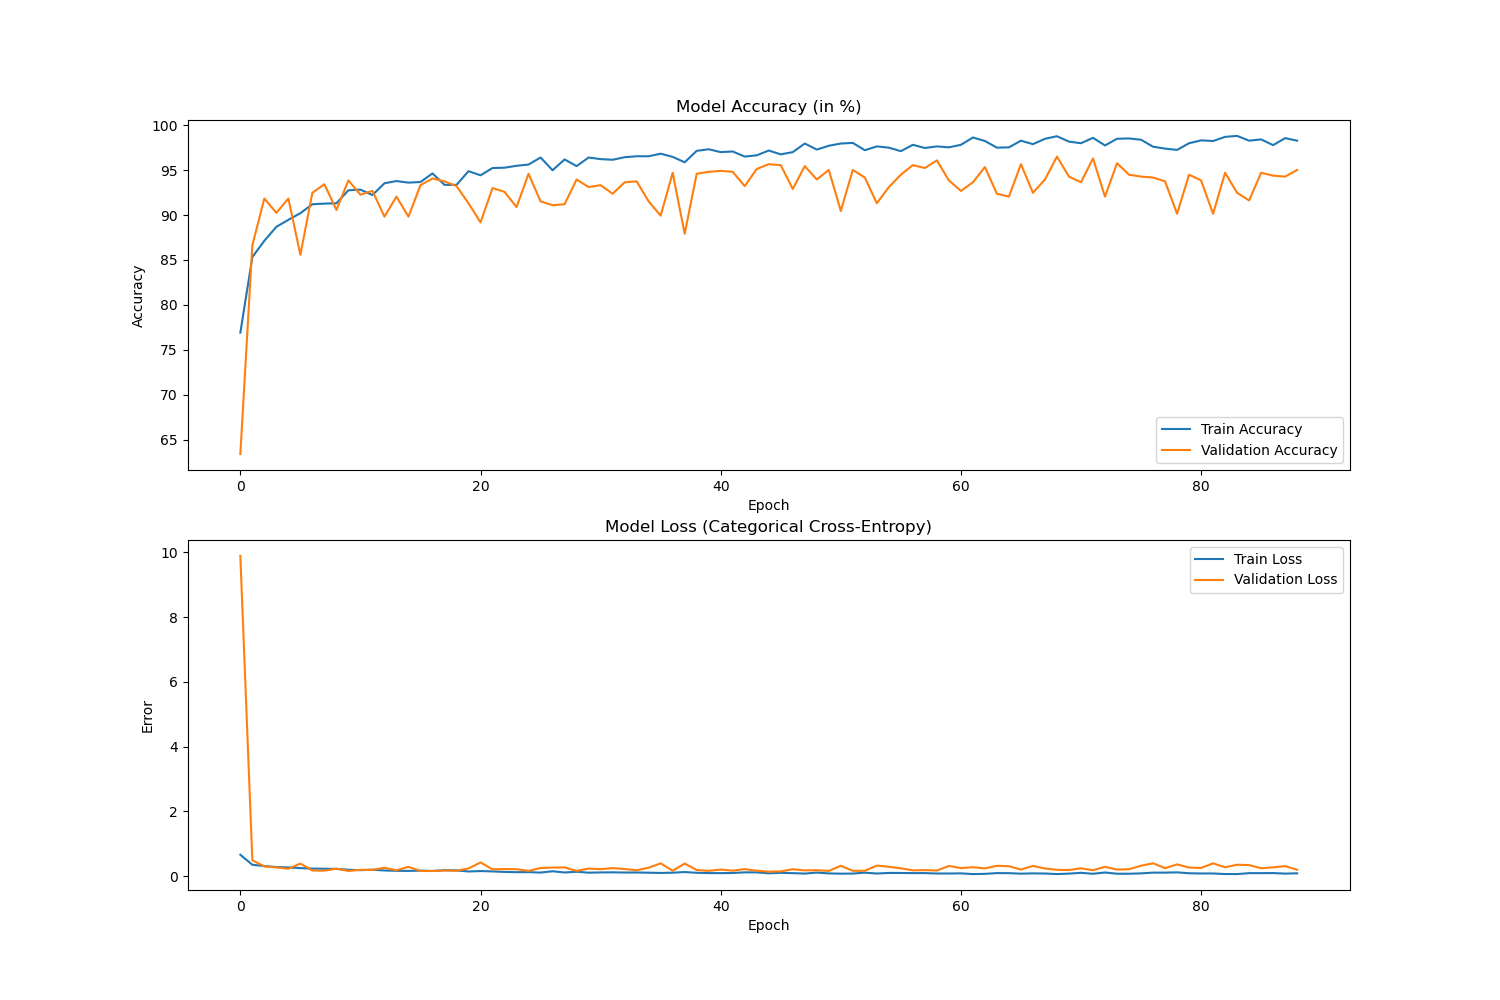 Model Accuracy (in %)
100
95
90
85
80
75
70
65
Accuracy
Train Accuracy
Validation Accuracy
0 20 40 60 80
Epoch
Model Loss (Categorical Cross-Entropy)
10
8
6
4
2
0
Error
Train Loss
Validation Loss
0 20 40 60 80
Epoch